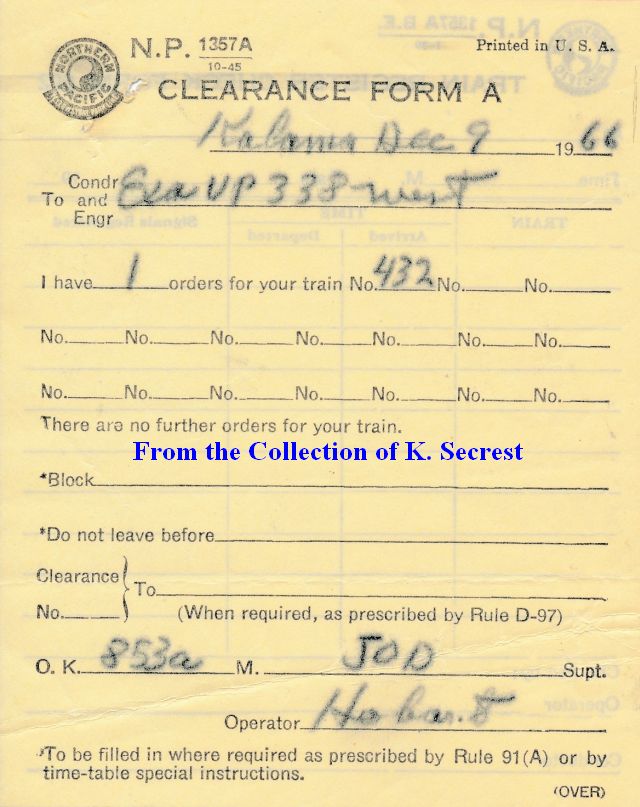 NORTHERN PACIFIC
N.P. 1357A
10-45
Printed in U. S. A.
CLEARANCE FORM A
Kalama Dec 9 1966
Condr
To and Exa UP 338 west
Engr
I have 1 orders for your train No. 432 No. No.
No. No. No. No. No. No. No.
No. No. No. No. No. No. No.
There are no further orders for your train.
From the Collection of K. Secrest
*Block
*Do not leave before
Clearance
To
No. (When required, as prescribed by Rule D-97)
O. K. 853a M. JOD Supt.
Operator
*To be filled in where required as prescribed by Rule 91(A) or by
time-table special instructions.
(OVER)